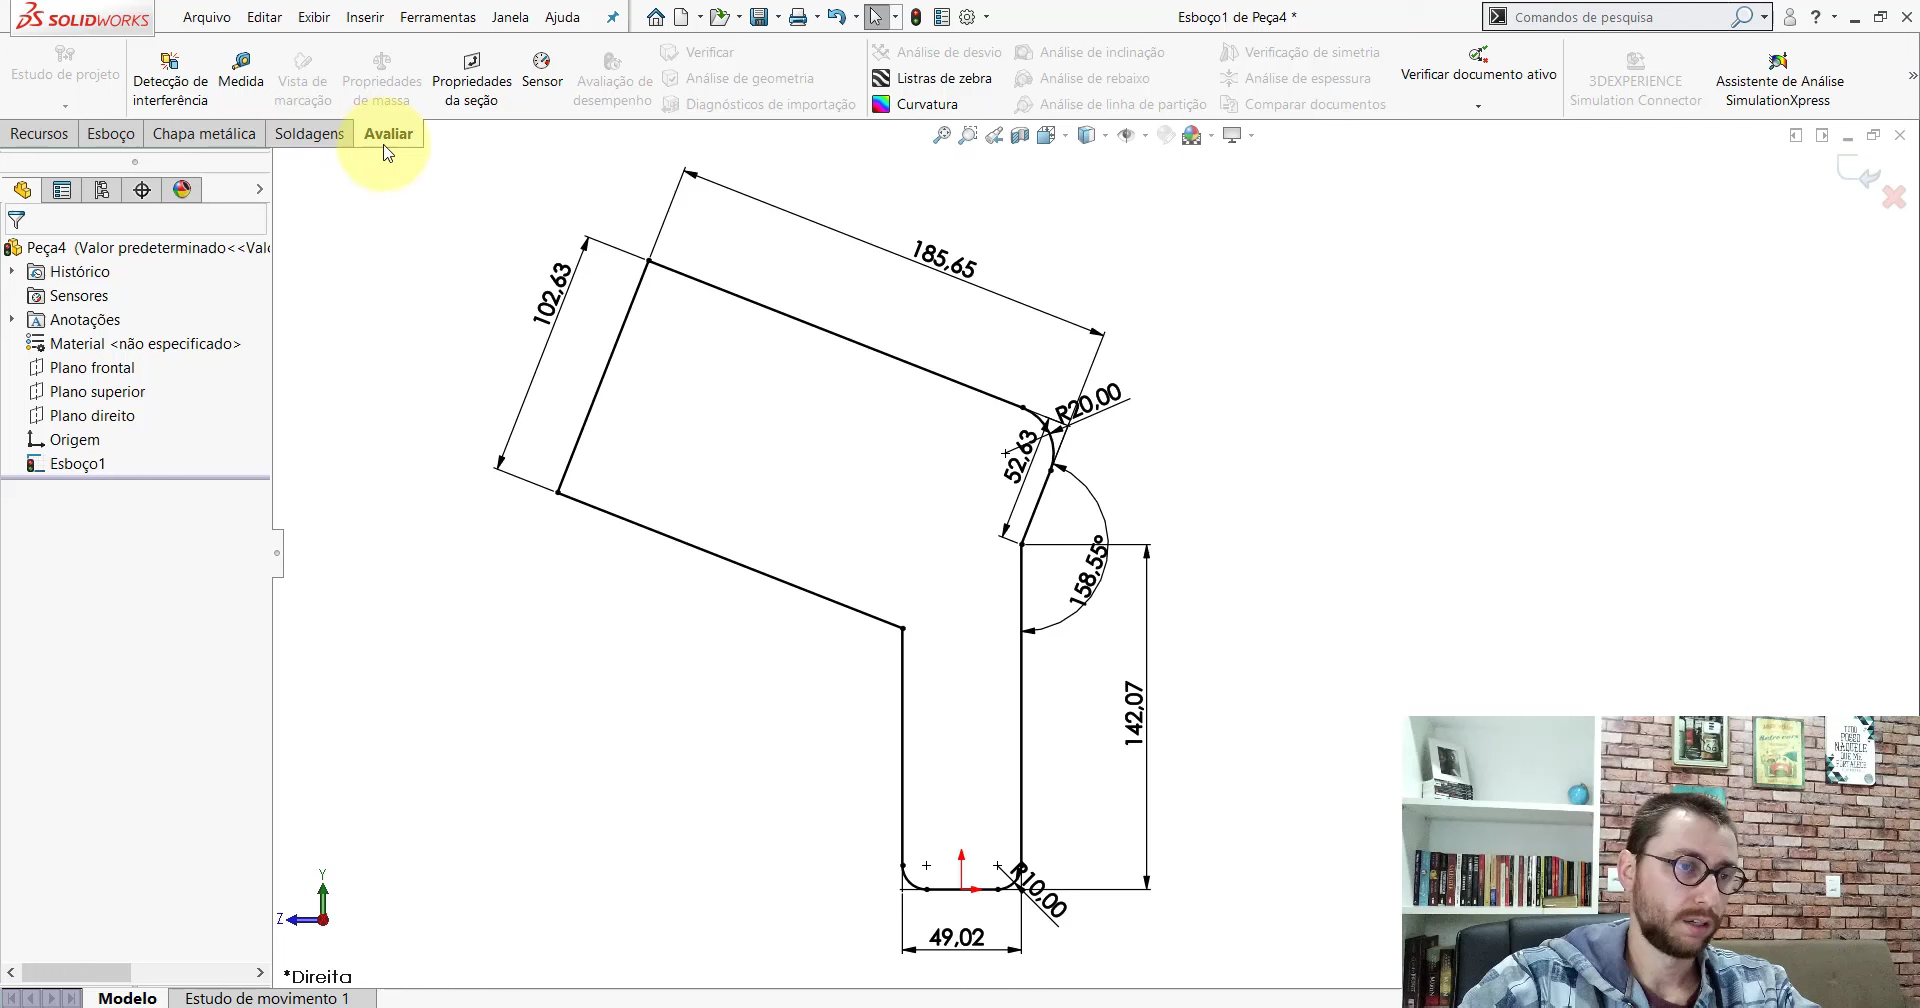 SOLIDWORKS
Arquivo Editar Exibir Inserir Ferramentas Janela Ajuda
Esboço1 de Peça4 *
Comandos de pesquisa
Estudo de projeto
Detecção de interferência
Medida
Vista de marcação
Propriedades de massa
Propriedades da seção
Sensor
Avaliação de desempenho
Verificar
Análise de geometria
Diagnósticos de importação
Análise de desvio
Listras de zebra
Curvatura
Análise de inclinação
Análise de rebaixo
Análise de linha de partição
Verificação de simetria
Análise de espessura
Comparar documentos
Verificar documento ativo
3DEXPERIENCE
Simulation Connector
Assistente de Análise
SimulationXpress
Recursos Esboço Chapa metálica Soldagens Avaliar
Peça4 (Valor predeterminado<<Val
Histórico
Sensores
Anotações
Material <não especificado>
Plano frontal
Plano superior
Plano direito
Origem
Esboço1
185,65
102,63
R20,00
52,63
158,55°
142,07
R10,00
49,02
Y
Z
*Direita
TUDO
POSSO
NAQUELE
QUE ME
FORTALECE
Modelo Estudo de movimento 1